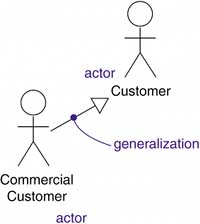 actor
Customer
generalization
Commercial
Customer
actor